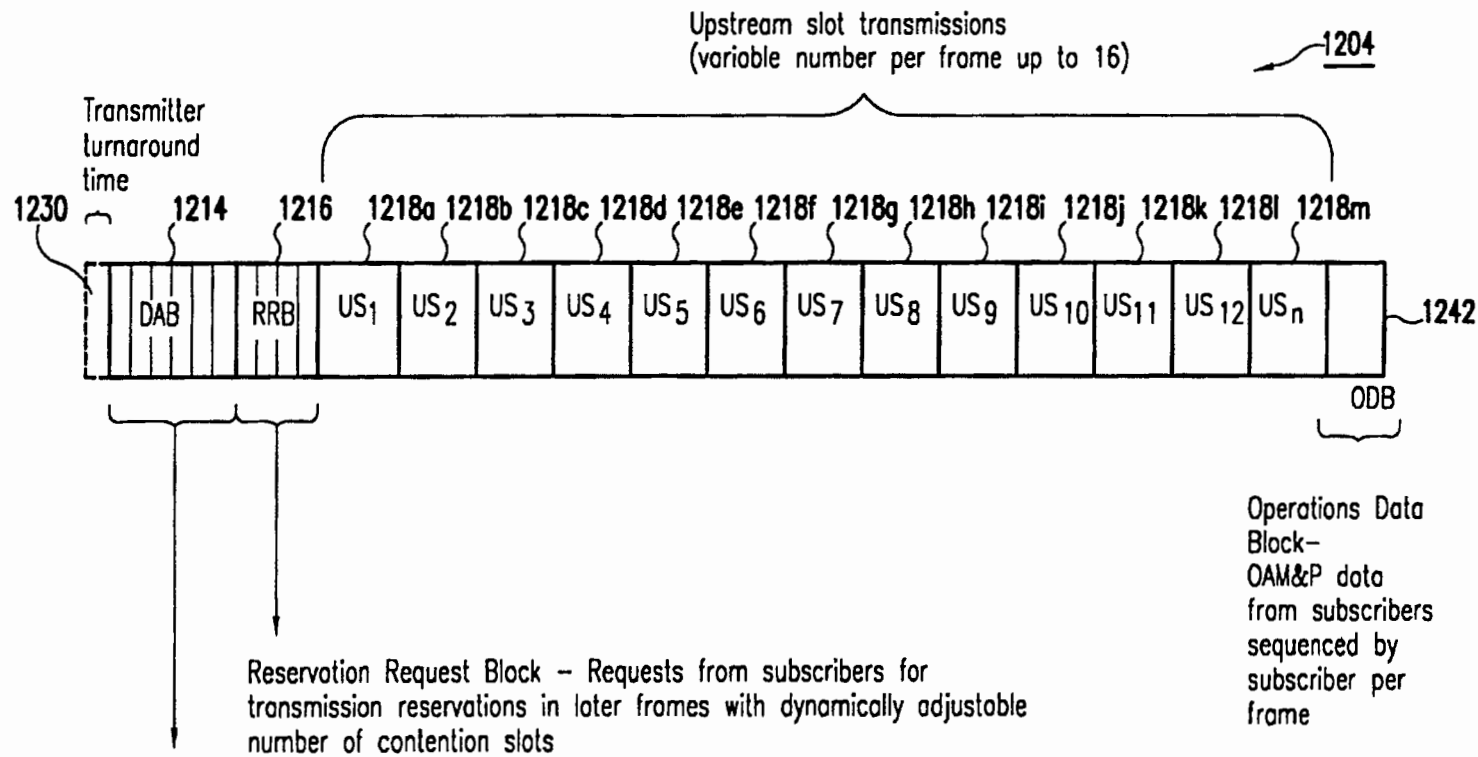 Upstream slot transmissions
(variable number per frame up to 16)
1204
Transmitter
turnaround
time
1230 1214 1216 1218a 1218b 1218c 1218d 1218e 1218f 1218g 1218h 1218i 1218j 1218k 1218l 1218m
DAB RRB US1 US2 US3 US4 US5 US6 US7 US8 US9 US10 US11 US12 USn
1242
ODB
Operations Data
Block–
OAM&P data
from subscribers
sequenced by
subscriber per
frame
Reservation Request Block – Requests from subscribers for
transmission reservations in later frames with dynamically adjustable
number of contention slots